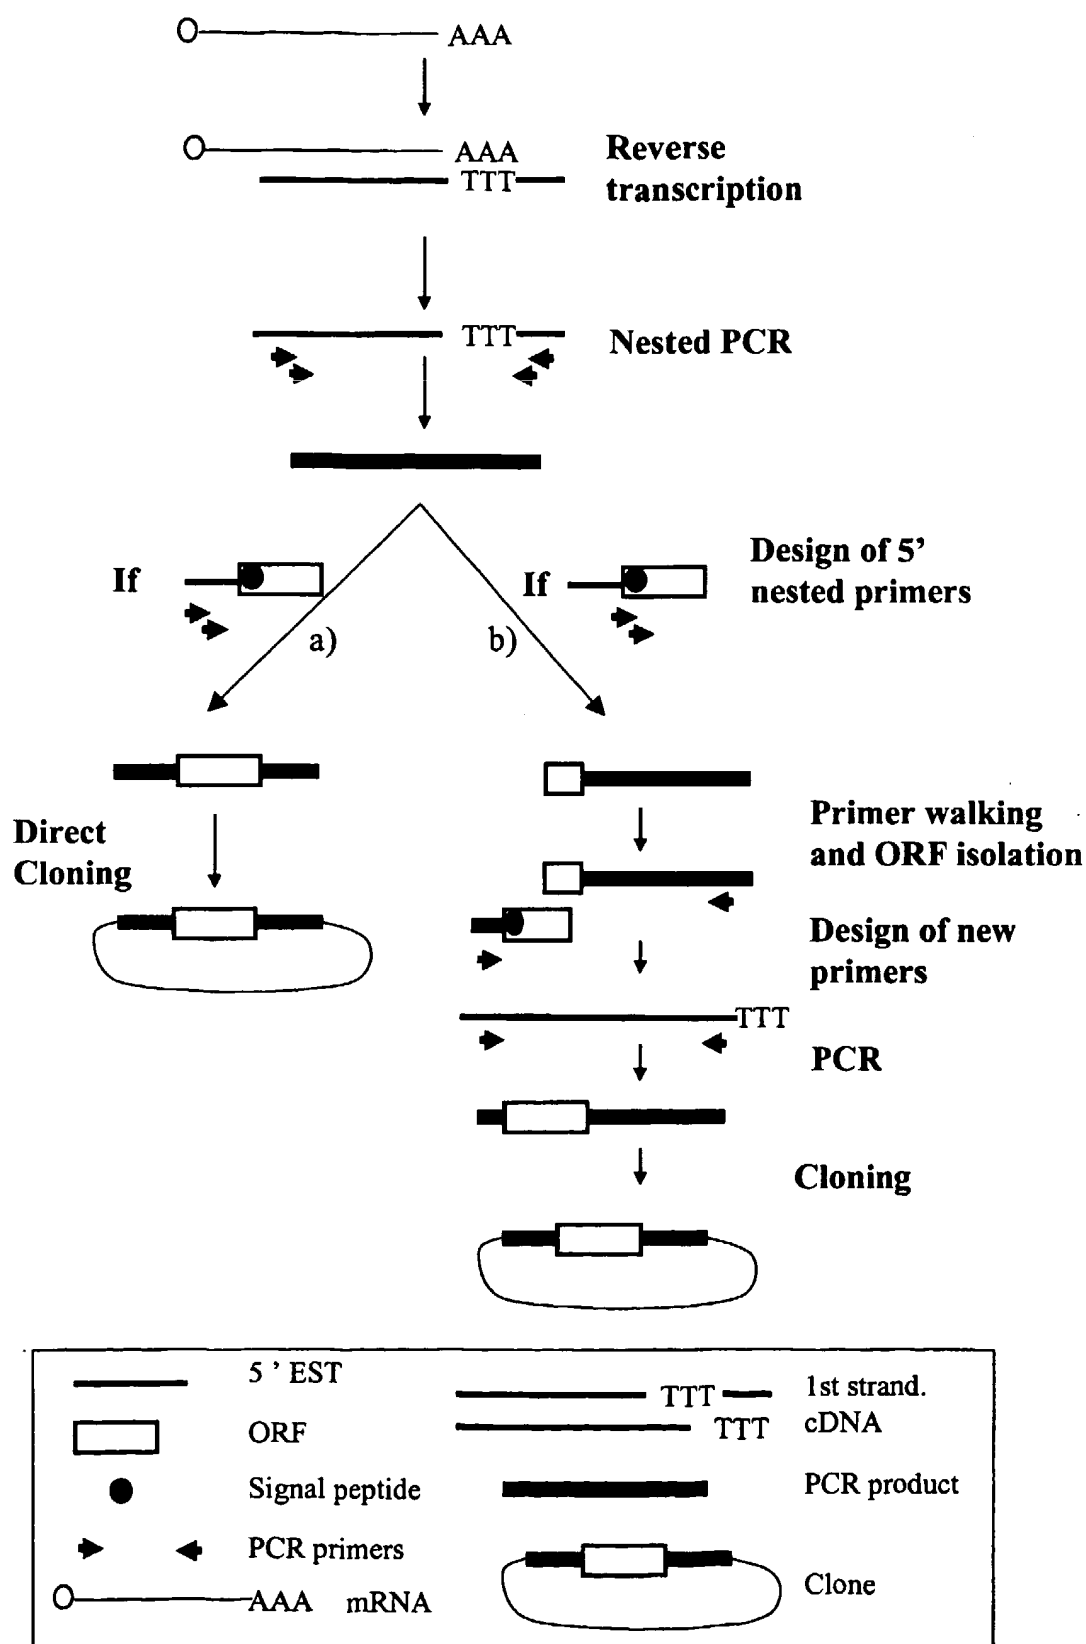 AAA
AAA
TTT
Reverse
transcription
TTT
Nested PCR
If
If
Design of 5’
nested primers
a)
b)
Direct
Cloning
Primer walking
and ORF isolation
Design of new
primers
TTT
PCR
Cloning
5 ’ EST
ORF
Signal peptide
PCR primers
AAA mRNA
TTT
1st strand.
TTT
cDNA
PCR product
Clone